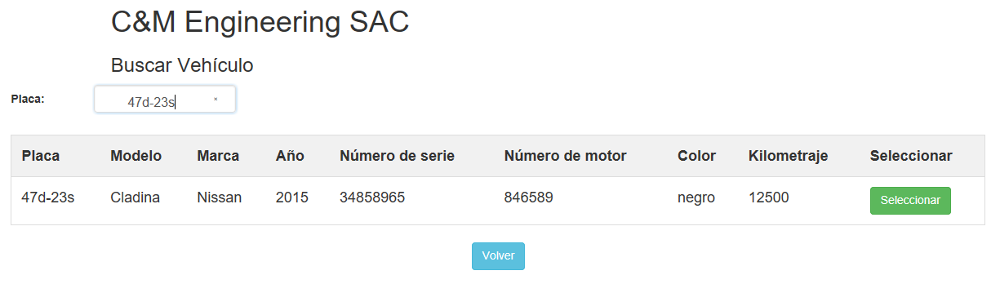 C&M Engineering SAC
Buscar Vehículo
Placa: 47d-23s ×
Placa Modelo Marca Año Número de serie Número de motor Color Kilometraje Seleccionar
47d-23s Cladina Nissan 2015 34858965 846589 negro 12500 Seleccionar
Volver